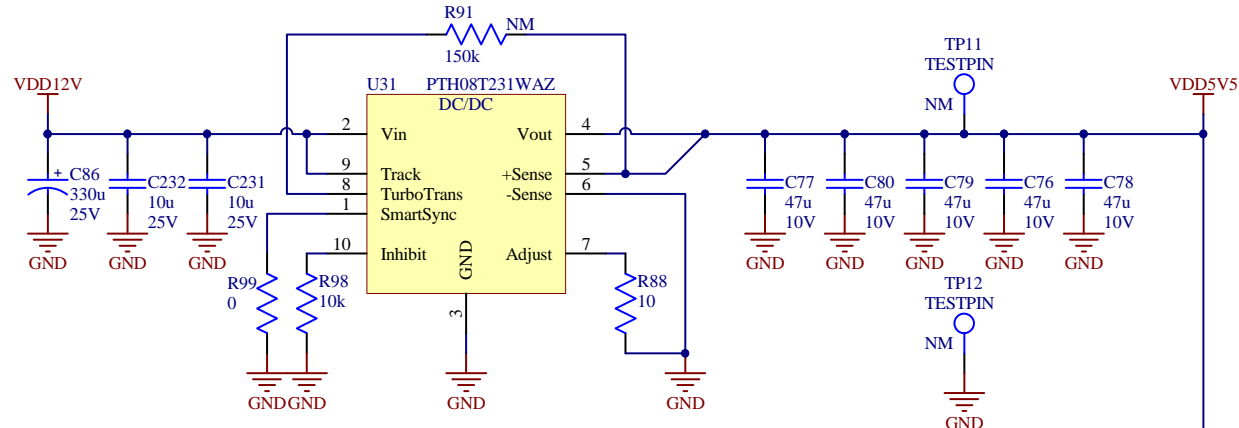 R91
NM
150k
VDD12V
U31
PTH08T231WAZ
DC/DC
TP11
TESTPIN
NM
VDD5V5
2
Vin
Vout
4
9
Track
+Sense
5
8
TurboTrans
-Sense
6
1
SmartSync
10
Inhibit
GND
Adjust
7
3
+
C86
330u
25V
C232
10u
25V
C231
10u
25V
C77
47u
10V
C80
47u
10V
C79
47u
10V
C76
47u
10V
C78
47u
10V
GND
GND
GND
GND
GND
GND
GND
GND
R99
0
R98
10k
R88
10
TP12
TESTPIN
NM
GND
GND
GND
GND
GND